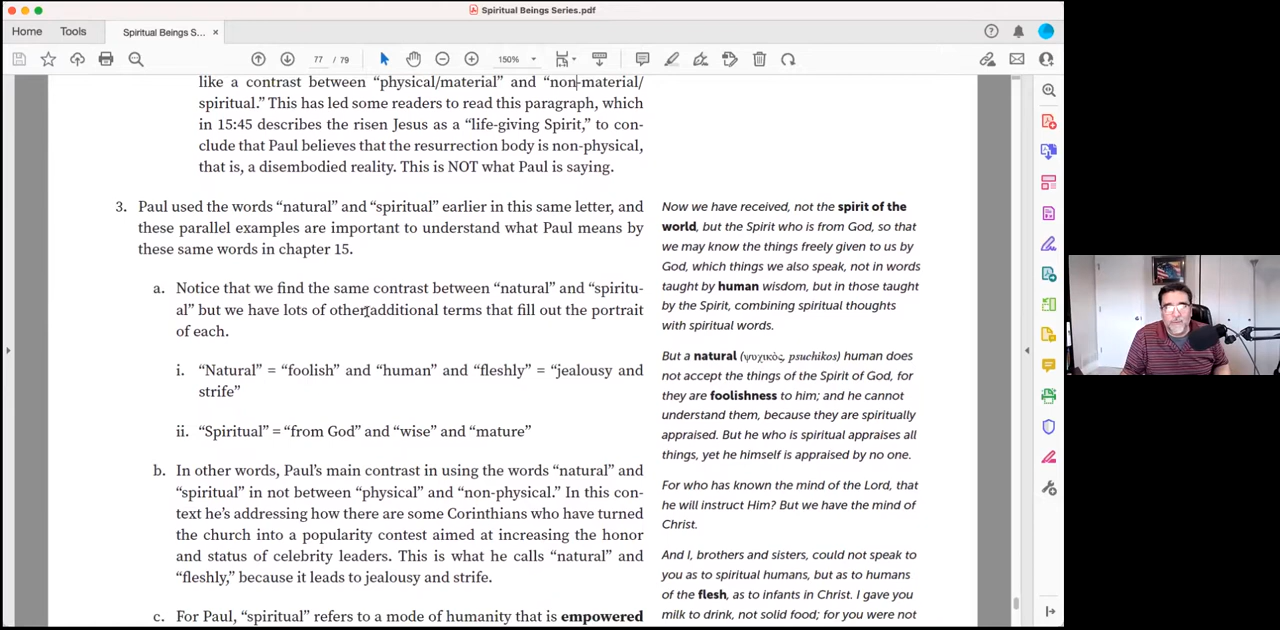 Spiritual Beings Series.pdf
Home
Tools
Spiritual Beings S...
77 / 79
150%
like a contrast between “physical/material” and “non-material/
spiritual.” This has led some readers to read this paragraph, which
in 15:45 describes the risen Jesus as a “life-giving Spirit,” to con-
clude that Paul believes that the resurrection body is non-physical,
that is, a disembodied reality. This is NOT what Paul is saying.
3. Paul used the words “natural” and “spiritual” earlier in this same letter, and
these parallel examples are important to understand what Paul means by
these same words in chapter 15.
a. Notice that we find the same contrast between “natural” and “spiritu-
al” but we have lots of other additional terms that fill out the portrait
of each.
i. “Natural” = “foolish” and “human” and “fleshly” = “jealousy and
strife”
ii. “Spiritual” = “from God” and “wise” and “mature”
b. In other words, Paul’s main contrast in using the words “natural” and
“spiritual” in not between “physical” and “non-physical.” In this con-
text he’s addressing how there are some Corinthians who have turned
the church into a popularity contest aimed at increasing the honor
and status of celebrity leaders. This is what he calls “natural” and
“fleshly,” because it leads to jealousy and strife.
c. For Paul, “spiritual” refers to a mode of humanity that is empowered
Now we have received, not the spirit of the
world, but the Spirit who is from God, so that
we may know the things freely given to us by
God, which things we also speak, not in words
taught by human wisdom, but in those taught
by the Spirit, combining spiritual thoughts
with spiritual words.
But a natural (ψυχικὸς, psuchikos) human does
not accept the things of the Spirit of God, for
they are foolishness to him; and he cannot
understand them, because they are spiritually
appraised. But he who is spiritual appraises all
things, yet he himself is appraised by no one.
For who has known the mind of the Lord, that
he will instruct Him? But we have the mind of
Christ.
And I, brothers and sisters, could not speak to
you as to spiritual humans, but as to humans
of the flesh, as to infants in Christ. I gave you
milk to drink, not solid food; for you were not